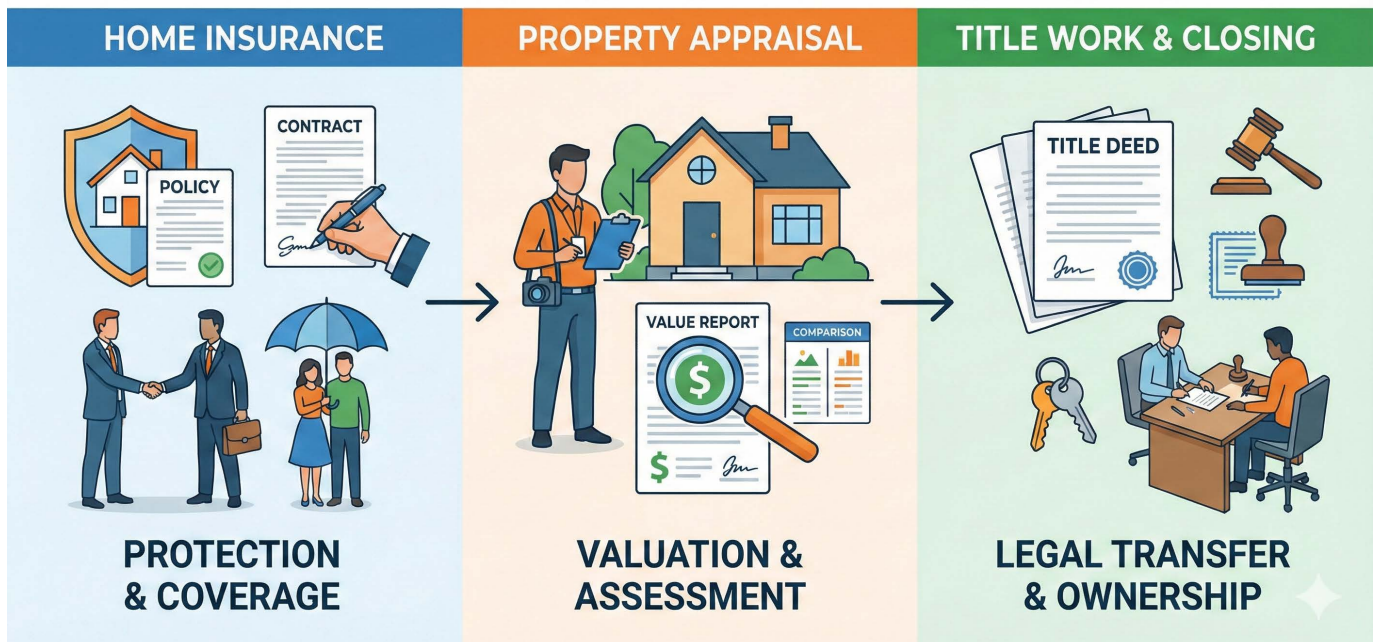 HOME INSURANCE
POLICY
CONTRACT
PROTECTION
& COVERAGE
PROPERTY APPRAISAL
VALUE REPORT
$
$
COMPARISON
VALUATION &
ASSESSMENT
TITLE WORK & CLOSING
TITLE DEED
LEGAL TRANSFER
& OWNERSHIP